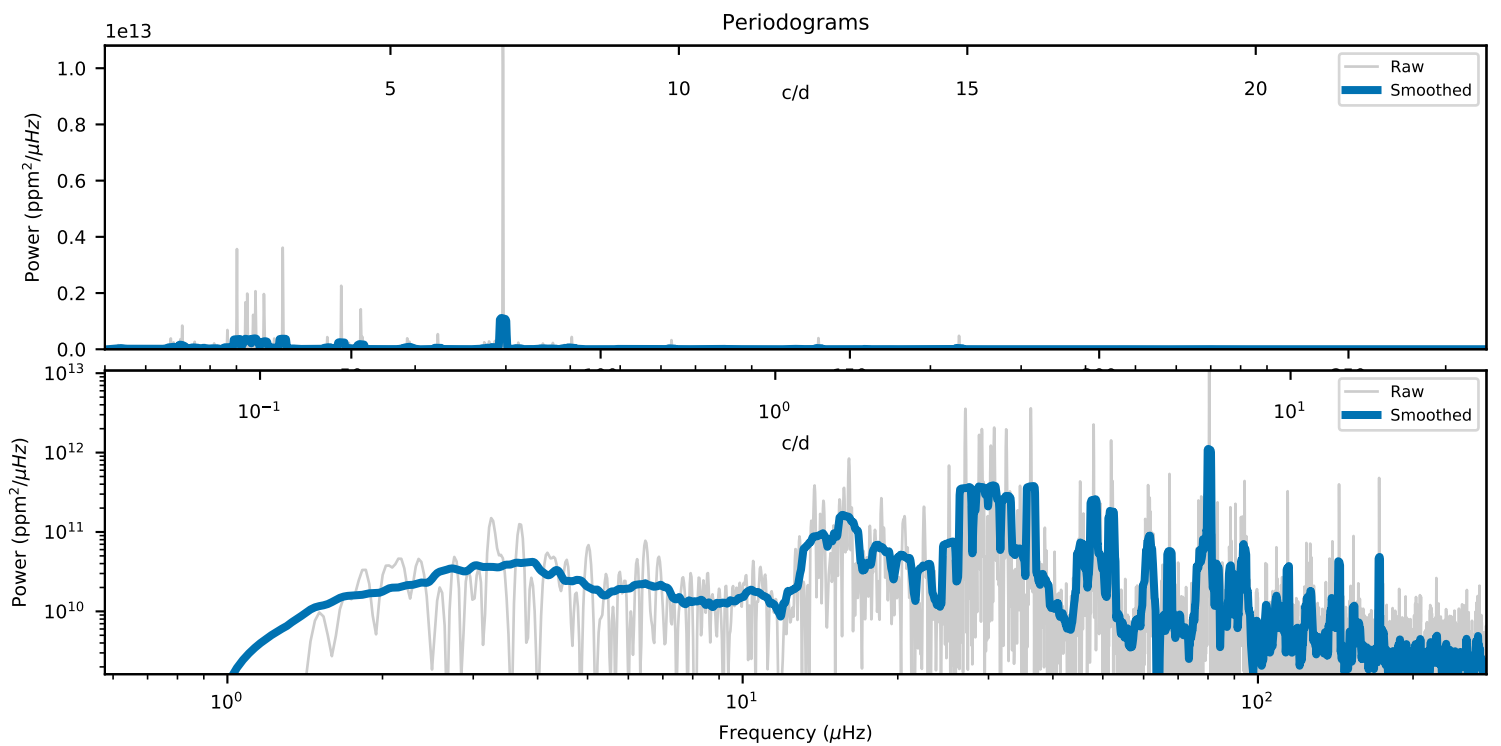 Periodograms
1e13
5
10
15
20
c/d
Raw
Smoothed
1.0
0.8
0.6
0.4
0.2
0.0
Power (ppm²/μHz)
10⁻¹
10⁰
10¹
c/d
Raw
Smoothed
10¹³
10¹²
10¹¹
10¹⁰
Power (ppm²/μHz)
10⁰
10¹
10²
Frequency (μHz)